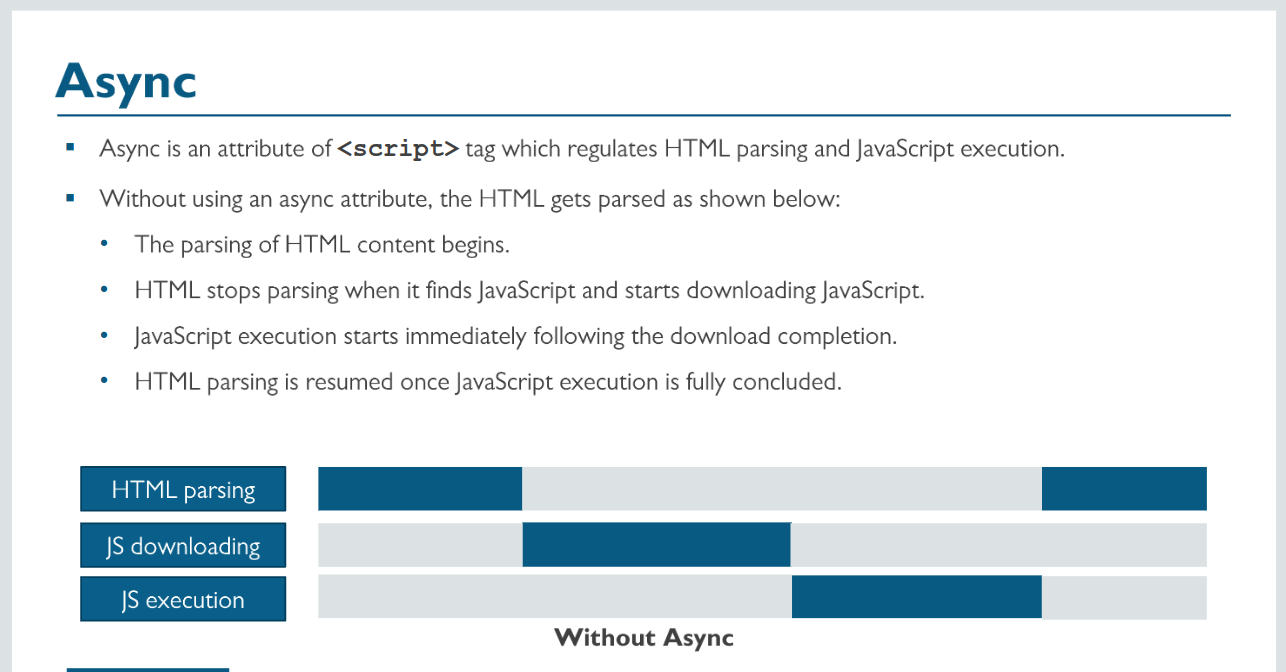 Async
Async is an attribute of <script> tag which regulates HTML parsing and JavaScript execution.
Without using an async attribute, the HTML gets parsed as shown below:
The parsing of HTML content begins.
HTML stops parsing when it finds JavaScript and starts downloading JavaScript.
JavaScript execution starts immediately following the download completion.
HTML parsing is resumed once JavaScript execution is fully concluded.
HTML parsing
JS downloading
JS execution
Without Async